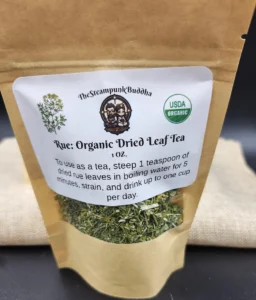 TheSteampunkBuddha
USDA
ORGANIC
Rue: Organic Dried Leaf Tea
1 OZ.
To use as a tea, steep 1 teaspoon of
dried rue leaves in boiling water for 5
minutes, strain, and drink up to one cup
per day.